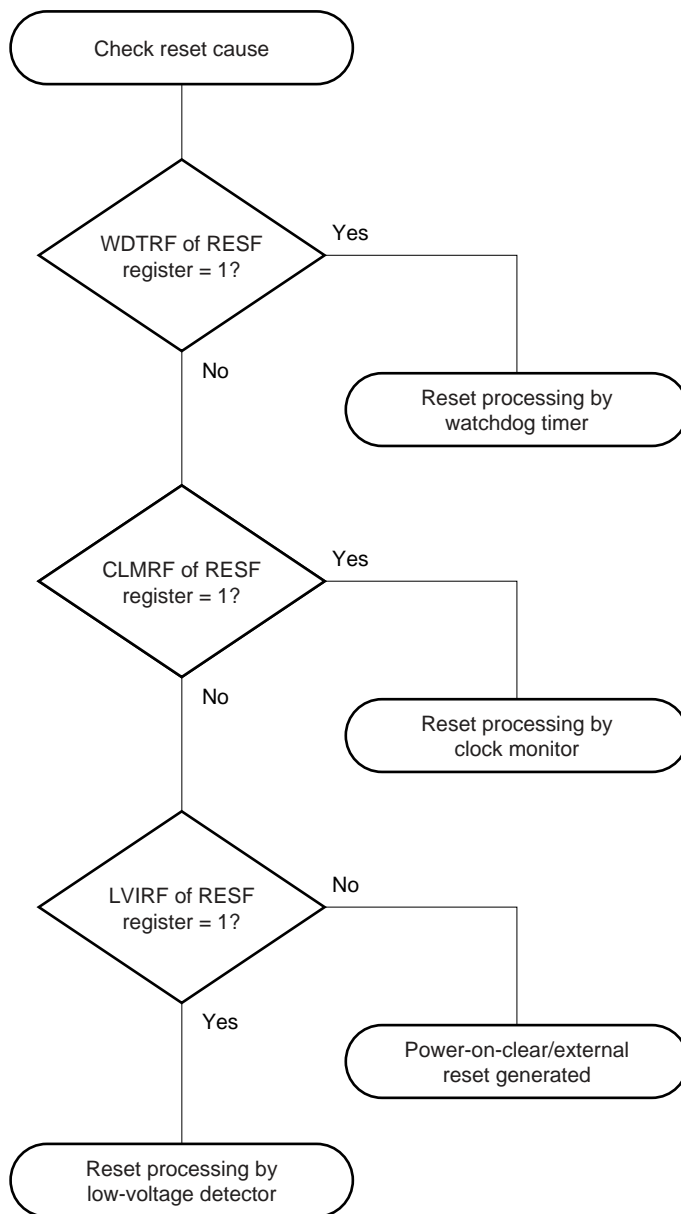 Check reset cause
WDTRF of RESF
register = 1?
Yes
No
Reset processing by
watchdog timer
CLMRF of RESF
register = 1?
Yes
No
Reset processing by
clock monitor
LVIRF of RESF
register = 1?
No
Yes
Power-on-clear/external
reset generated
Reset processing by
low-voltage detector